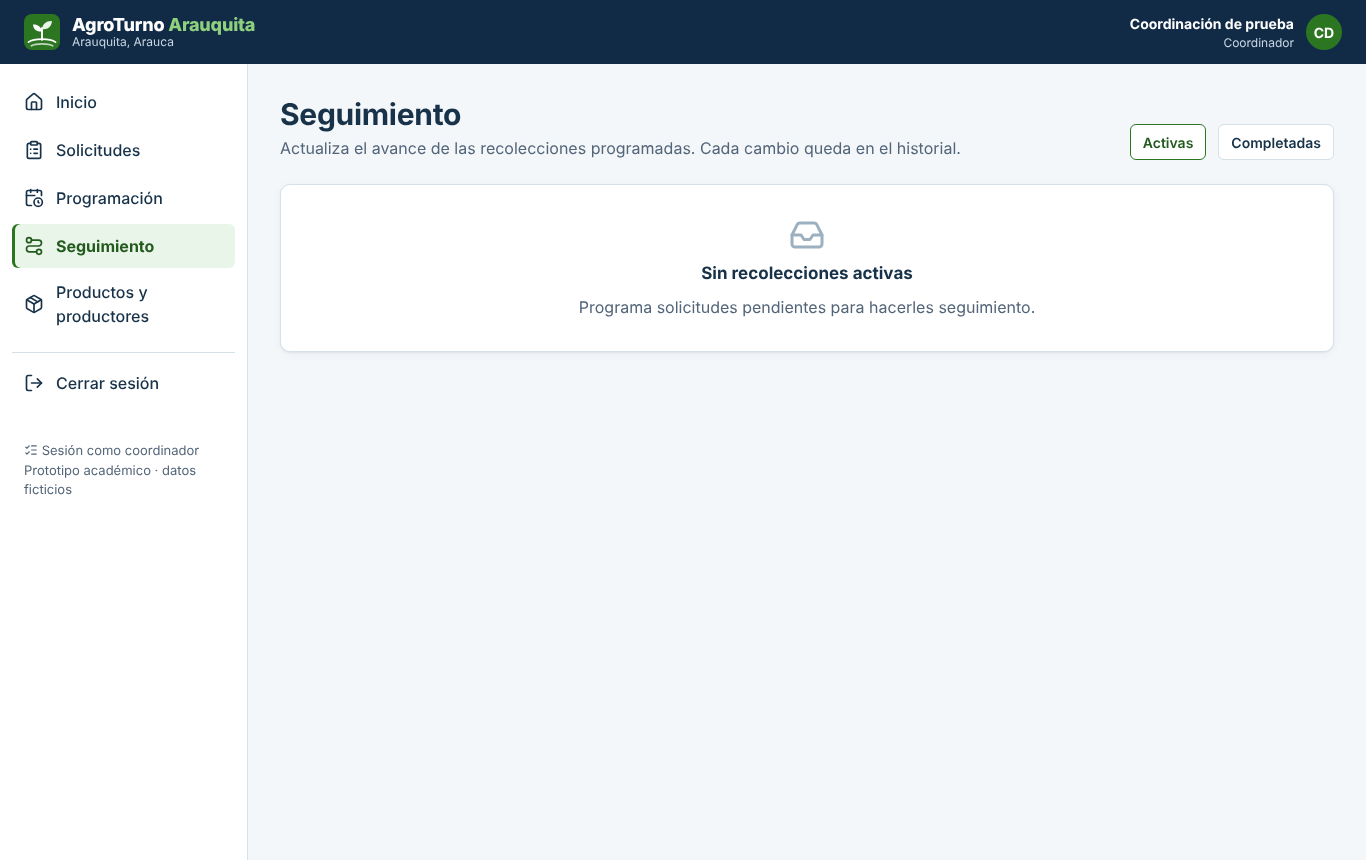 AgroTurno Arauquita
Arauquita, Arauca
Coordinación de prueba
Coordinador
CD
Inicio
Solicitudes
Programación
Seguimiento
Productos y
productores
Cerrar sesión
Sesión como coordinador
Prototipo académico · datos
ficticios
Seguimiento
Actualiza el avance de las recolecciones programadas. Cada cambio queda en el historial.
Activas
Completadas
Sin recolecciones activas
Programa solicitudes pendientes para hacerles seguimiento.